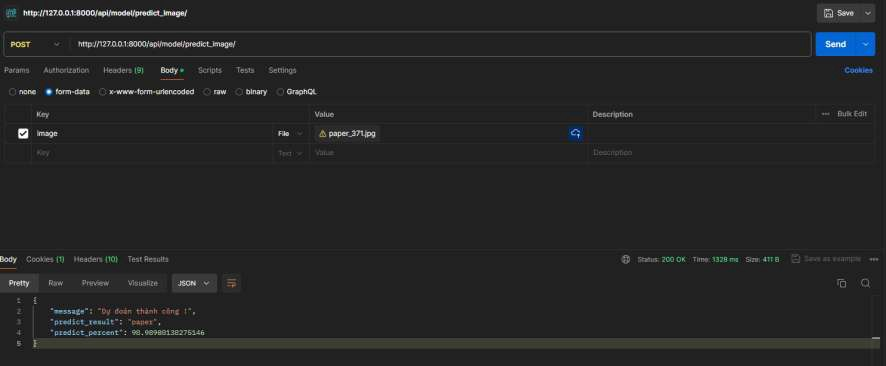 http://127.0.0.1:8000/api/model/predict_image/
Save
POST http://127.0.0.1:8000/api/model/predict_image/ Send
Params Authorization Headers (9) Body Scripts Tests Settings Cookies
none form-data x-www-form-urlencoded raw binary GraphQL
Key Value Description Bulk Edit
image File paper_371.jpg
Key Text Value Description
Body Cookies (1) Headers (10) Test Results Status: 200 OK Time: 1328 ms Size: 411 B Save as example
Pretty Raw Preview Visualize JSON
1 {
2 "message": "Dự đoán thành công !",
3 "predict_result": "paper",
4 "predict_percent": 98.98980138275146
5 }